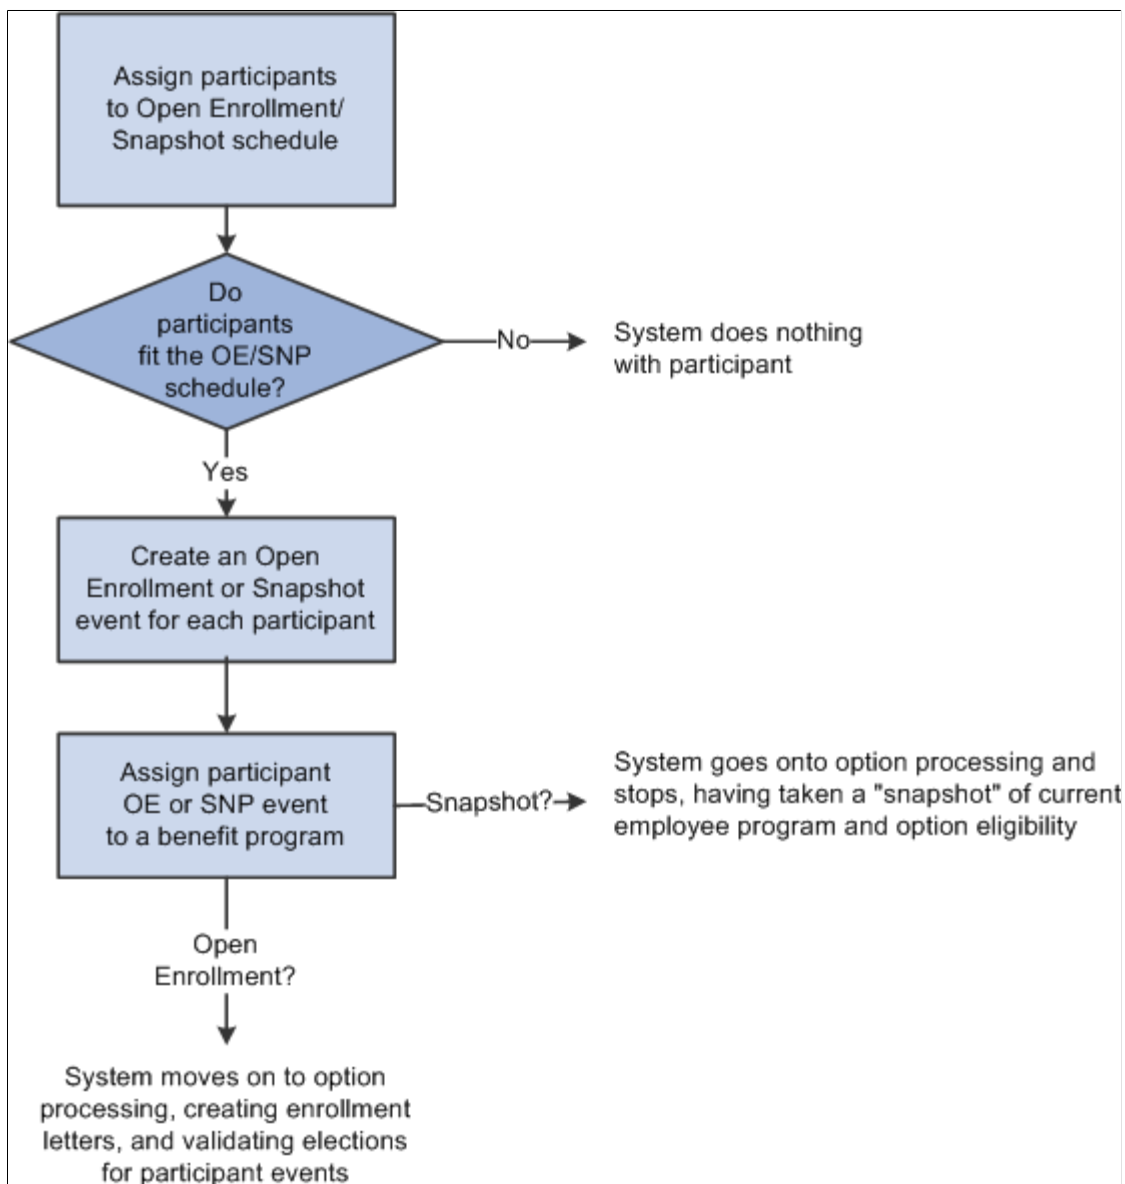 Assign participants
to Open Enrollment/
Snapshot schedule
Do
participants
fit the OE/SNP
schedule?
No
System does nothing
with participant
Yes
Create an Open
Enrollment or Snapshot
event for each participant
Assign participant
OE or SNP event
to a benefit program
Snapshot?
System goes onto option processing and
stops, having taken a "snapshot" of current
employee program and option eligibility
Open
Enrollment?
System moves on to option
processing, creating enrollment
letters, and validating elections
for participant events